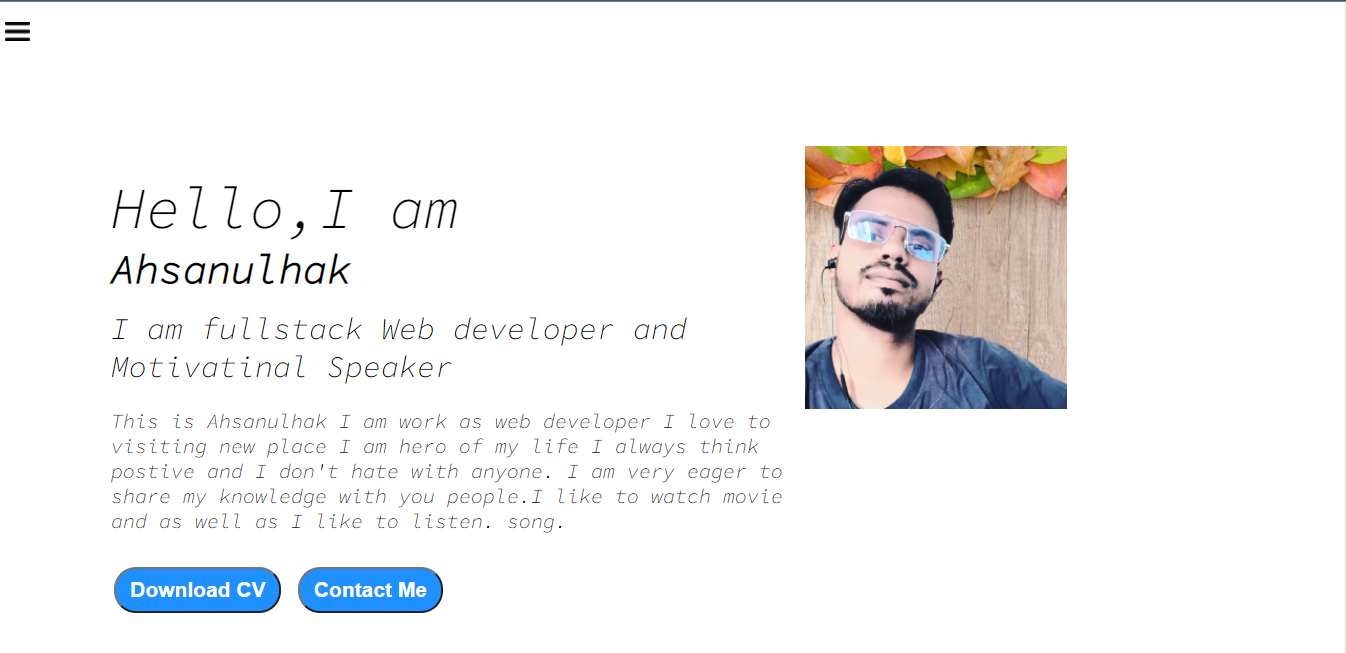 Hello,I am
Ahsanulhak
I am fullstack Web developer and
Motivatinal Speaker
This is Ahsanulhak I am work as web developer I love to
visiting new place I am hero of my life I always think
postive and I don't hate with anyone. I am very eager to
share my knowledge with you people.I like to watch movie
and as well as I like to listen. song.
Download CV
Contact Me